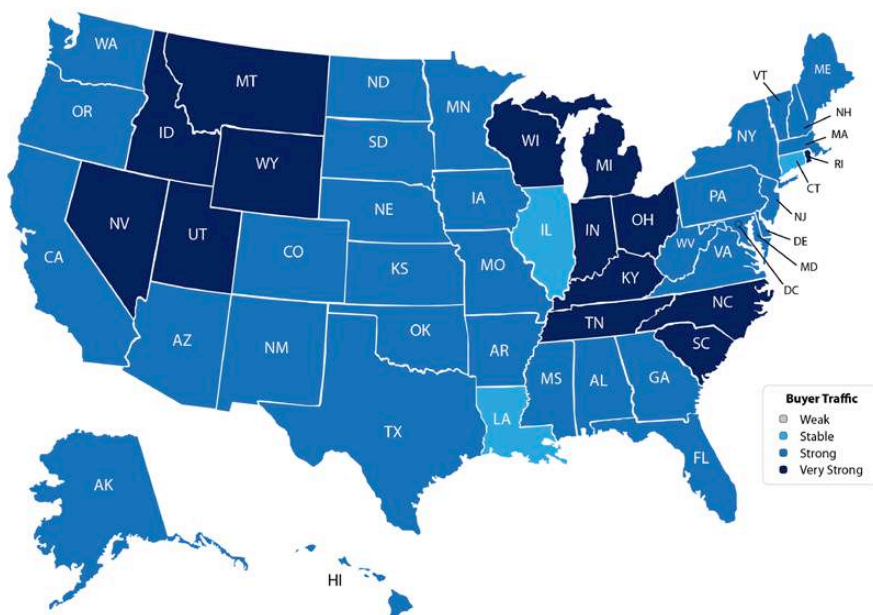 WA
MT
ND
MN
ME
VT
OR
ID
WI
NH
MA
NY
SD
MI
RI
WY
CT
IA
PA
NE
NV
OH
NJ
IL
IN
UT
DE
CO
WV
CA
VA
MD
KS
MO
KY
DC
NC
TN
OK
AZ
NM
AR
SC
MS
AL
GA
Buyer Traffic
Weak
LA
Stable
TX
Strong
FL
Very Strong
AK
HI